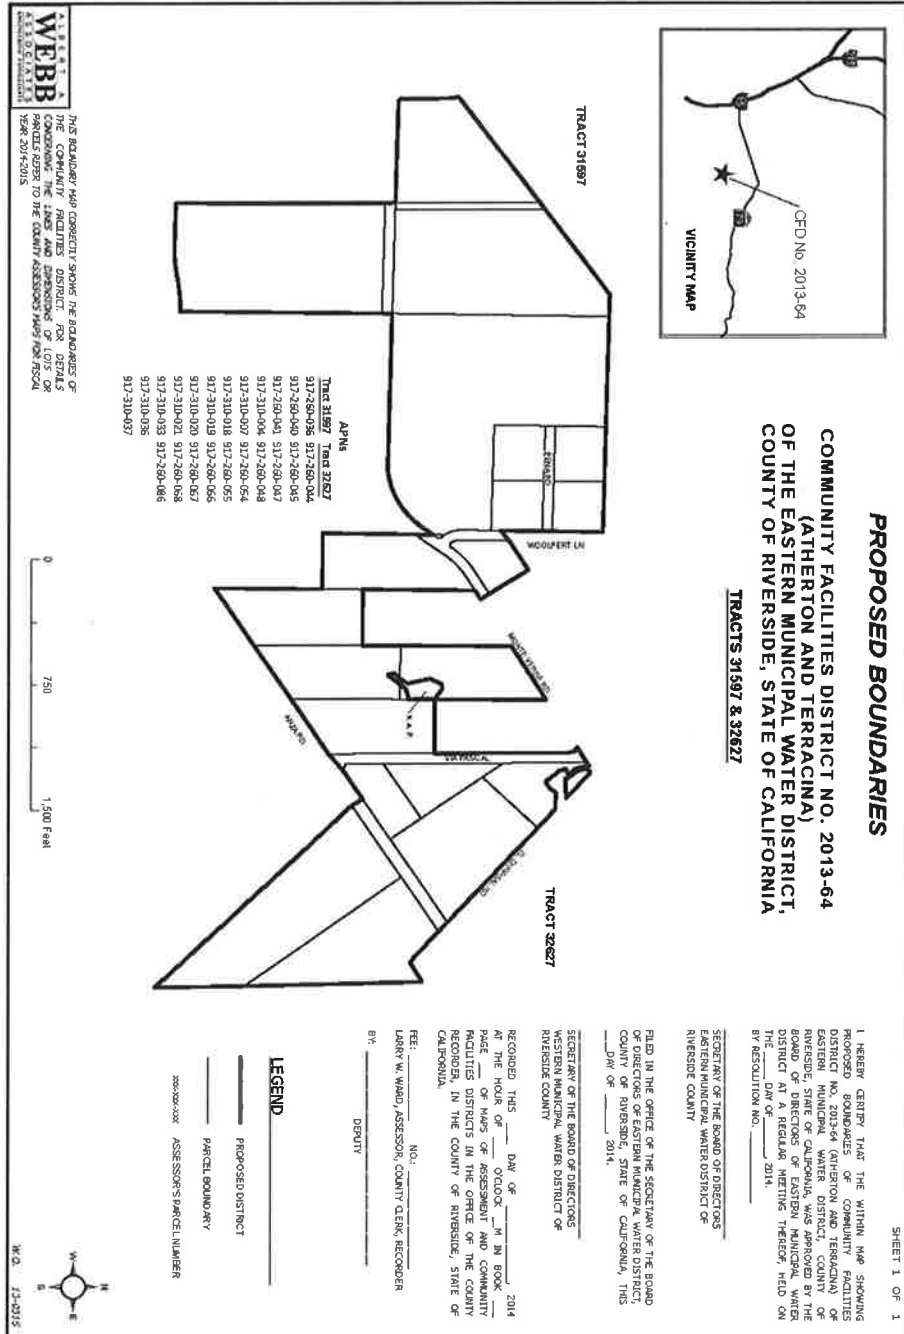 SHEET 1 OF 1
PROPOSED BOUNDARIES
COMMUNITY FACILITIES DISTRICT NO. 2013-64
(ATHERTON AND TERRACINA)
OF THE EASTERN MUNICIPAL WATER DISTRICT,
COUNTY OF RIVERSIDE, STATE OF CALIFORNIA
TRACTS 31597 & 32627
CFD No. 2013-64
VICINITY MAP
TRACT 31597
WOOLPERT LN
VIA PASCAL
ANZA RD
N.A.P.
TRACT 32627
APNs
Tract 31597 Tract 32627
917-260-036 917-260-044
917-260-040 917-260-045
917-260-041 917-260-047
917-310-004 917-260-048
917-310-007 917-260-054
917-310-018 917-260-055
917-310-019 917-260-066
917-310-020 917-260-067
917-310-021 917-260-068
917-310-033 917-260-086
917-310-036
917-310-037
0 750 1,500 Feet
I HEREBY CERTIFY THAT THE WITHIN MAP SHOWING
PROPOSED BOUNDARIES OF COMMUNITY FACILITIES
DISTRICT NO. 2013-64 (ATHERTON AND TERRACINA) OF
EASTERN MUNICIPAL WATER DISTRICT, COUNTY OF
RIVERSIDE, STATE OF CALIFORNIA, WAS APPROVED BY THE
BOARD OF DIRECTORS OF EASTERN MUNICIPAL WATER
DISTRICT AT A REGULAR MEETING THEREOF, HELD ON
THE ____ DAY OF ______, 2014,
BY RESOLUTION NO. ________
SECRETARY OF THE BOARD OF DIRECTORS
EASTERN MUNICIPAL WATER DISTRICT OF
RIVERSIDE COUNTY
FILED IN THE OFFICE OF THE SECRETARY OF THE BOARD
OF DIRECTORS OF EASTERN MUNICIPAL WATER DISTRICT,
COUNTY OF RIVERSIDE, STATE OF CALIFORNIA, THIS
____ DAY OF ______, 2014.
SECRETARY OF THE BOARD OF DIRECTORS
WESTERN MUNICIPAL WATER DISTRICT OF
RIVERSIDE COUNTY
RECORDED THIS ____ DAY OF ________, 2014
AT THE HOUR OF ____ O'CLOCK __M IN BOOK ____
PAGE ____ OF MAPS OF ASSESSMENT AND COMMUNITY
FACILITIES DISTRICTS IN THE OFFICE OF THE COUNTY
RECORDER, IN THE COUNTY OF RIVERSIDE, STATE OF
CALIFORNIA.
FEE: ________ NO.: ________
LARRY W. WARD, ASSESSOR, COUNTY CLERK, RECORDER
BY: ________
DEPUTY
LEGEND
PROPOSED DISTRICT
PARCEL BOUNDARY
XXX-XXX-XXX ASSESSOR'S PARCEL NUMBER
N
W E
S
ALBERT A.
WEBB
ASSOCIATES
THIS BOUNDARY MAP CORRECTLY SHOWS THE BOUNDARIES OF
THE COMMUNITY FACILITIES DISTRICT. FOR DETAILS
CONCERNING THE LINES AND DIMENSIONS OF LOTS OR
PARCELS REFER TO THE COUNTY ASSESSOR'S MAPS FOR FISCAL
YEAR 2014-2015.
W.O. 13-0315